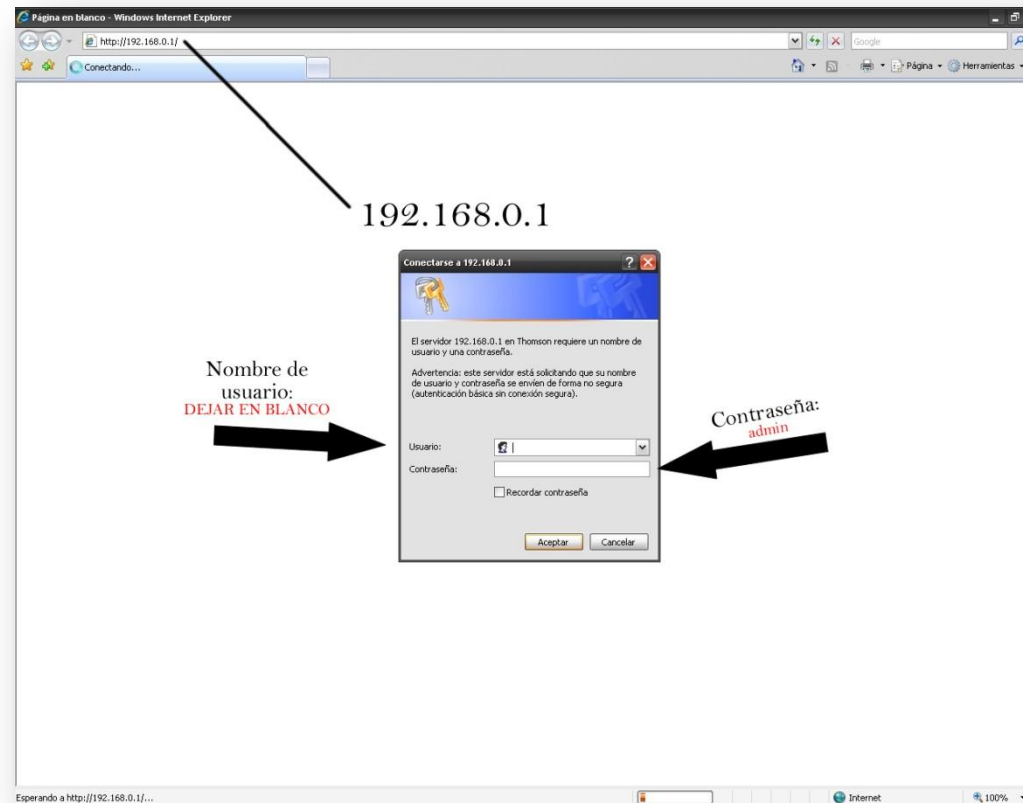 Página en blanco - Windows Internet Explorer
http://192.168.0.1/
Google
Conectando...
Página
Herramientas
192.168.0.1
Conectarse a 192.168.0.1
El servidor 192.168.0.1 en Thomson requiere un nombre de
usuario y una contraseña.
Advertencia: este servidor está solicitando que su nombre
de usuario y contraseña se envíen de forma no segura
(autenticación básica sin conexión segura).
Nombre de
usuario:
DEJAR EN BLANCO
Contraseña:
admin
Usuario:
Contraseña:
Recordar contraseña
Aceptar
Cancelar
Esperando a http://192.168.0.1/...
Internet
100%